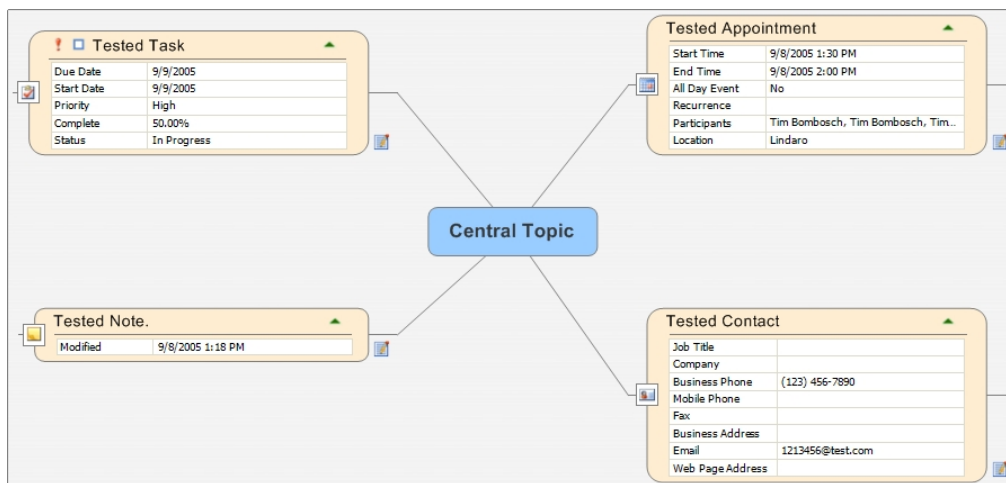 Tested Task
Due Date 9/9/2005
Start Date 9/9/2005
Priority High
Complete 50.00%
Status In Progress
Tested Appointment
Start Time 9/8/2005 1:30 PM
End Time 9/8/2005 2:00 PM
All Day Event No
Recurrence
Participants Tim Bombosch, Tim Bombosch, Tim...
Location Lindaro
Central Topic
Tested Note.
Modified 9/8/2005 1:18 PM
Tested Contact
Job Title
Company
Business Phone (123) 456-7890
Mobile Phone
Fax
Business Address
Email 1213456@test.com
Web Page Address